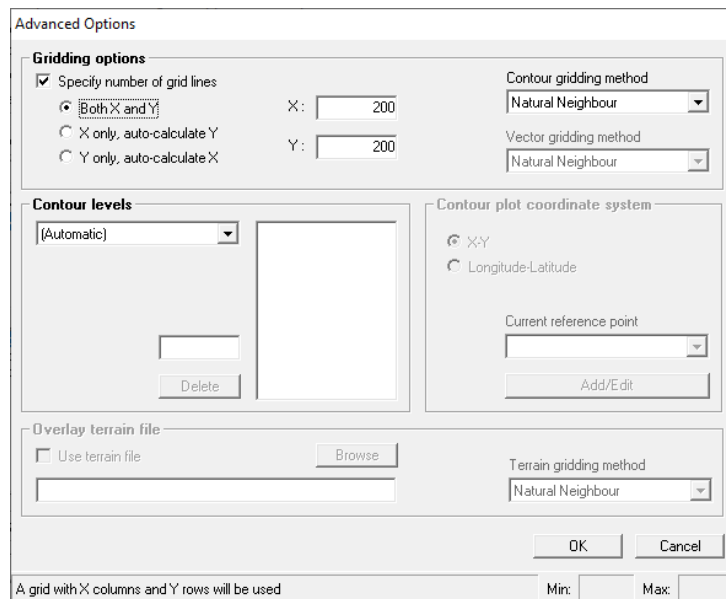 Advanced Options
Gridding options
Specify number of grid lines
Both X and Y
X only, auto-calculate Y
Y only, auto-calculate X
X: 200
Y: 200
Contour gridding method
Natural Neighbour
Vector gridding method
Natural Neighbour
Contour levels
(Automatic)
Delete
Contour plot coordinate system
X-Y
Longitude-Latitude
Current reference point
Add/Edit
Overlay terrain file
Use terrain file
Browse
Terrain gridding method
Natural Neighbour
OK Cancel
A grid with X columns and Y rows will be used Min: Max: